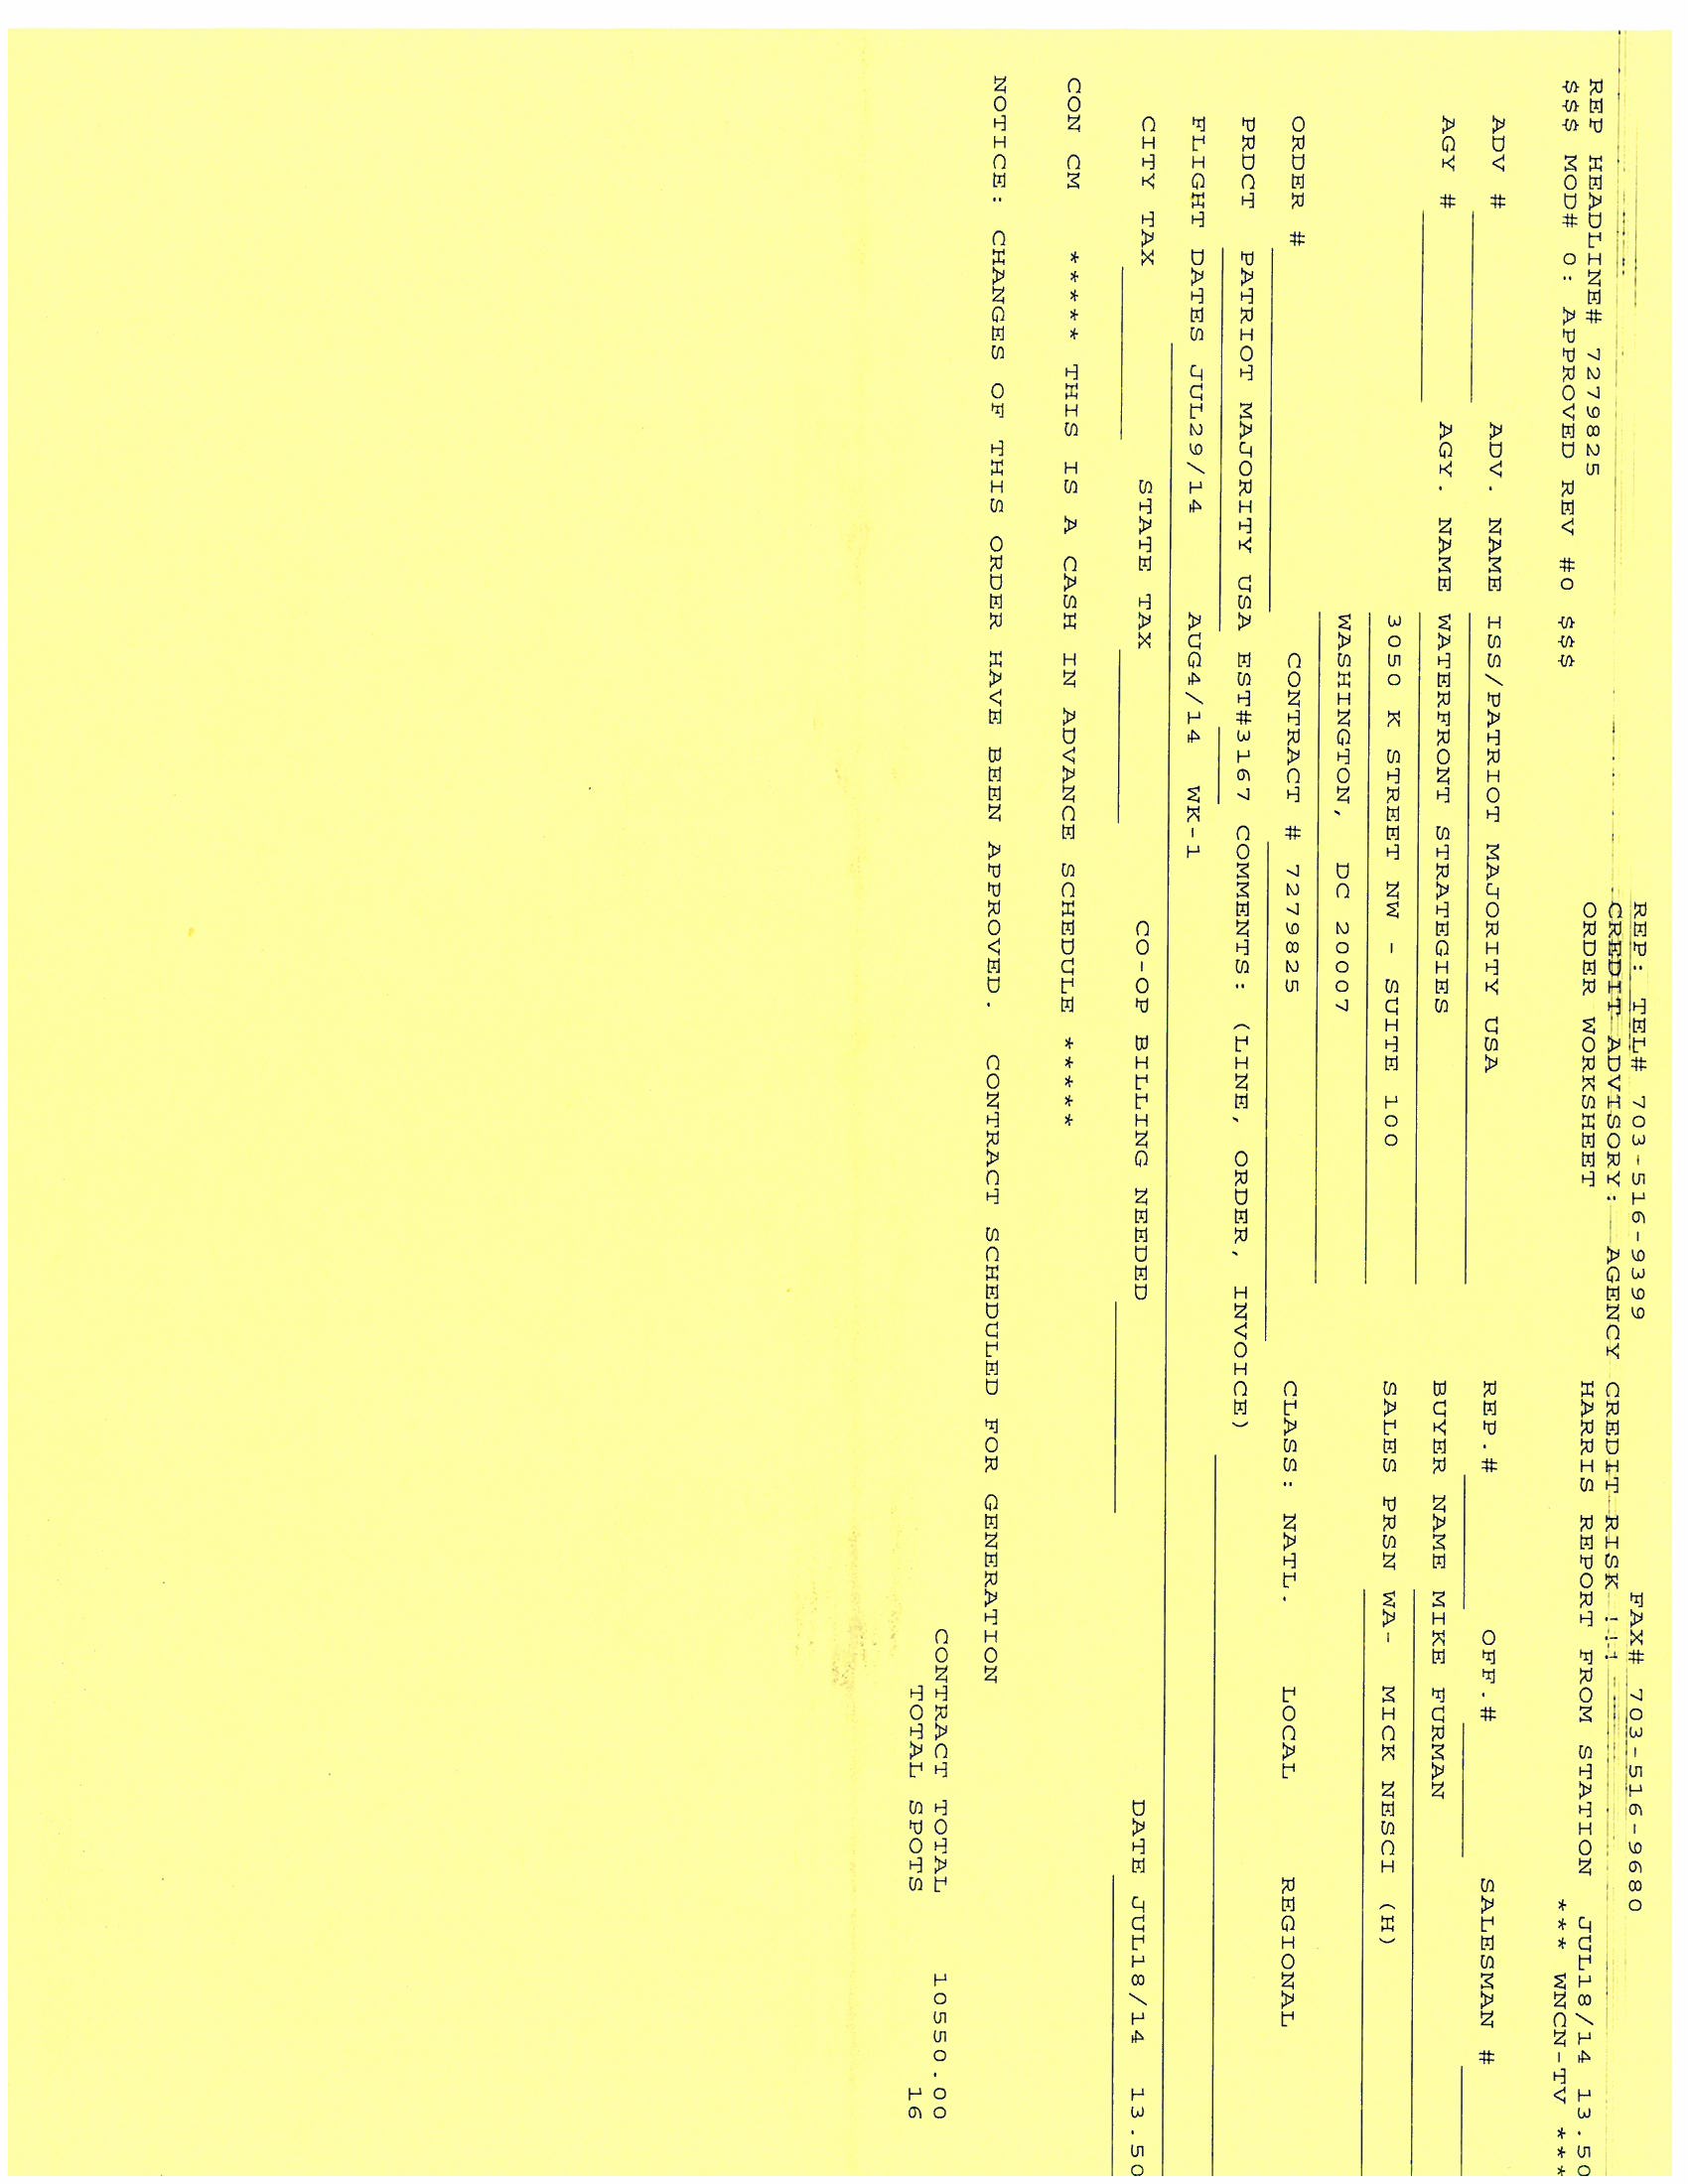 REP: TEL# 703-516-9399 FAX# 703-516-9680
CREDIT ADVISORY: AGENCY CREDIT RISK !!!
REP HEADLINE# 7279825 ORDER WORKSHEET HARRIS REPORT FROM STATION JUL18/14 13.50
$$$ MOD# 0: APPROVED REV #0 $$$ *** WNCN-TV ***
ADV # ADV. NAME ISS/PATRIOT MAJORITY USA REP.# OFF.# SALESMAN #
AGY # AGY. NAME WATERFRONT STRATEGIES BUYER NAME MIKE FURMAN
3050 K STREET NW - SUITE 100 SALES PRSN WA- MICK NESCI (H)
WASHINGTON, DC 20007
ORDER # CONTRACT # 7279825 CLASS: NATL. LOCAL REGIONAL
PRDCT PATRIOT MAJORITY USA EST#3167 COMMENTS: (LINE, ORDER, INVOICE)
FLIGHT DATES JUL29/14 AUG4/14 WK-1
CITY TAX STATE TAX CO-OP BILLING NEEDED DATE JUL18/14 13.50
CON CM ***** THIS IS A CASH IN ADVANCE SCHEDULE *****
NOTICE: CHANGES OF THIS ORDER HAVE BEEN APPROVED. CONTRACT SCHEDULED FOR GENERATION
CONTRACT TOTAL 10550.00
TOTAL SPOTS 16